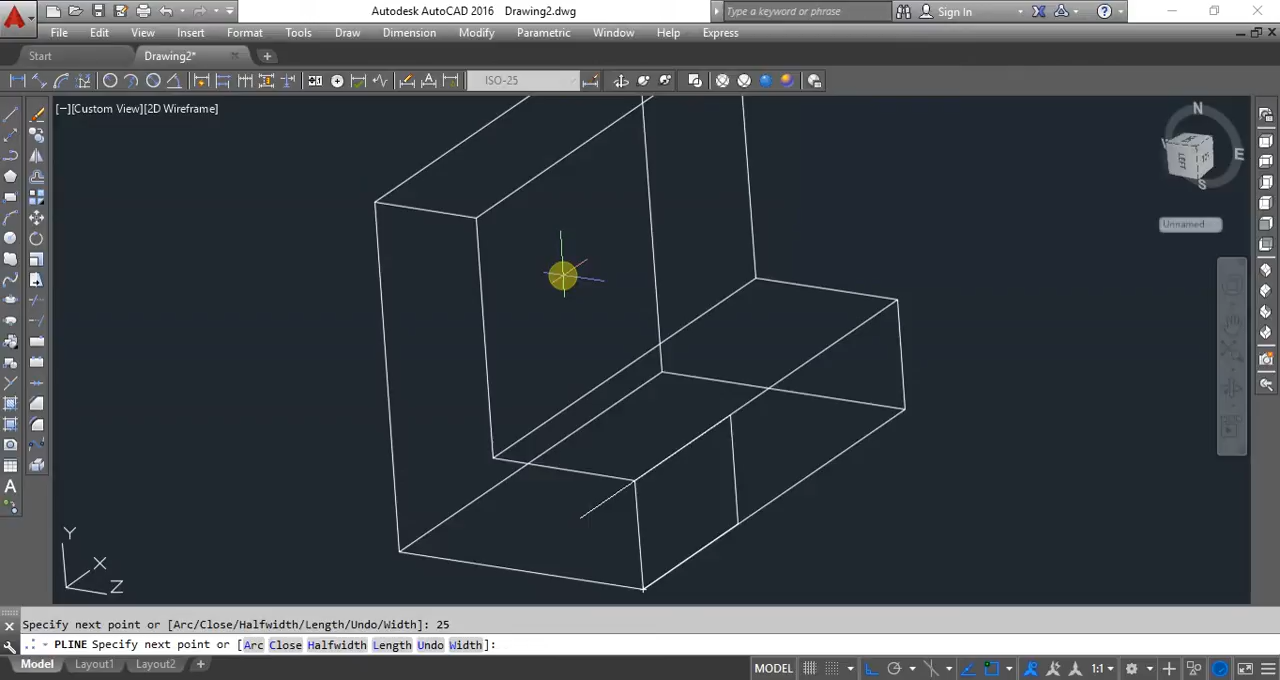 Autodesk AutoCAD 2016 Drawing2.dwg
Type a keyword or phrase
Sign In
File Edit View Insert Format Tools Draw Dimension Modify Parametric Window Help Express
Start Drawing2*
ISO-25
[−][Custom View][2D Wireframe]
N
E
S
Unnamed
Y
X
Z
Specify next point or [Arc/Close/Halfwidth/Length/Undo/Width]: 25
PLINE Specify next point or [Arc Close Halfwidth Length Undo Width]:
Model Layout1 Layout2 +
MODEL 1:1